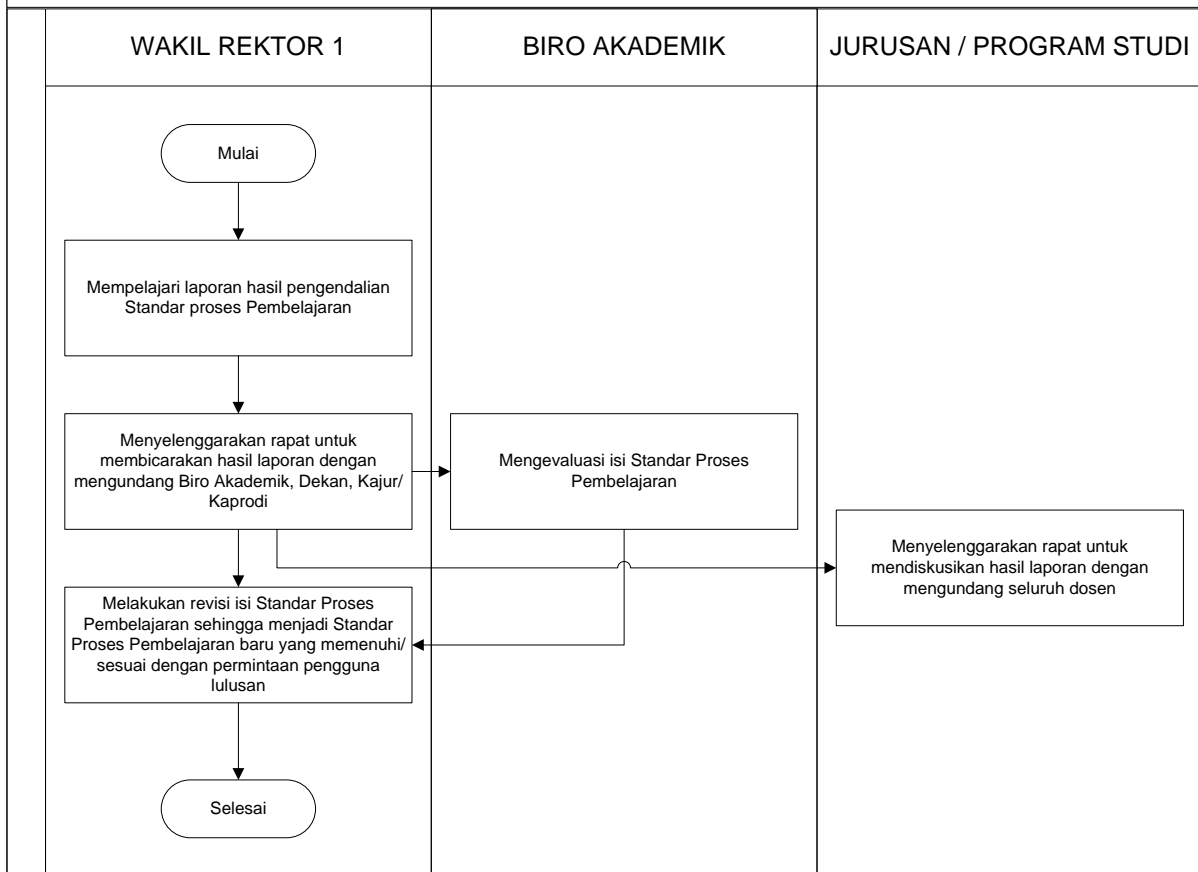 WAKIL REKTOR 1
BIRO AKADEMIK
JURUSAN / PROGRAM STUDI
Mulai
Mempelajari laporan hasil pengendalian
Standar proses Pembelajaran
Menyelenggarakan rapat untuk
membicarakan hasil laporan dengan
mengundang Biro Akademik, Dekan, Kajur/
Kaprodi
Mengevaluasi isi Standar Proses
Pembelajaran
Menyelenggarakan rapat untuk
mendiskusikan hasil laporan dengan
mengundang seluruh dosen
Melakukan revisi isi Standar Proses
Pembelajaran sehingga menjadi Standar
Proses Pembelajaran baru yang memenuhi/
sesuai dengan permintaan pengguna
lulusan
Selesai